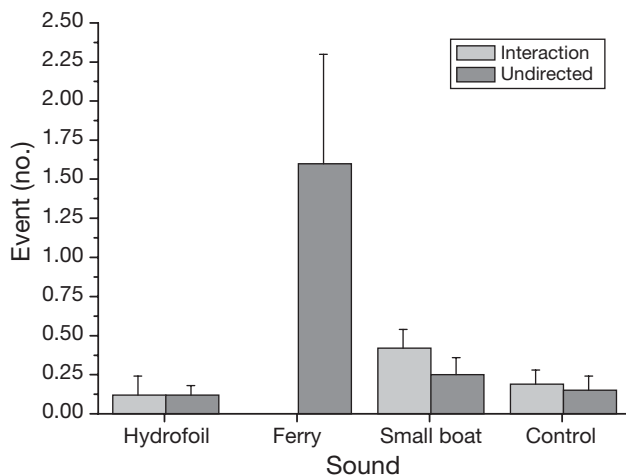 2.50
2.25
2.00
1.75
1.50
1.25
1.00
0.75
0.50
0.25
0.00
Event (no.)
Interaction
Undirected
Hydrofoil
Ferry
Small boat
Control
Sound